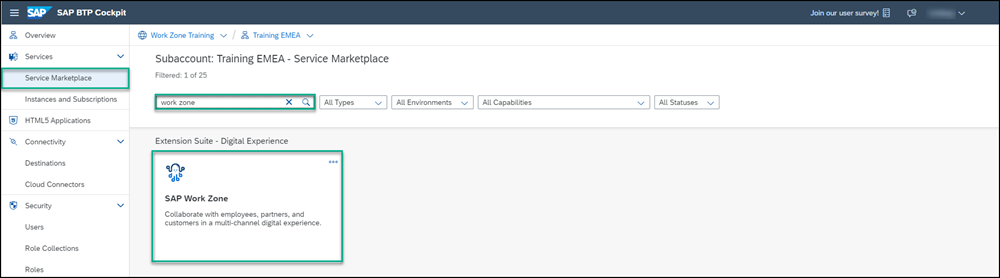 SAP SAP BTP Cockpit Join our user survey!
Overview
Services
Service Marketplace
Instances and Subscriptions
HTML5 Applications
Connectivity
Destinations
Cloud Connectors
Security
Users
Role Collections
Roles
Work Zone Training / Training EMEA
Subaccount: Training EMEA - Service Marketplace
Filtered: 1 of 25
work zone All Types All Environments All Capabilities All Statuses
Extension Suite - Digital Experience
SAP Work Zone
Collaborate with employees, partners, and
customers in a multi-channel digital experience.